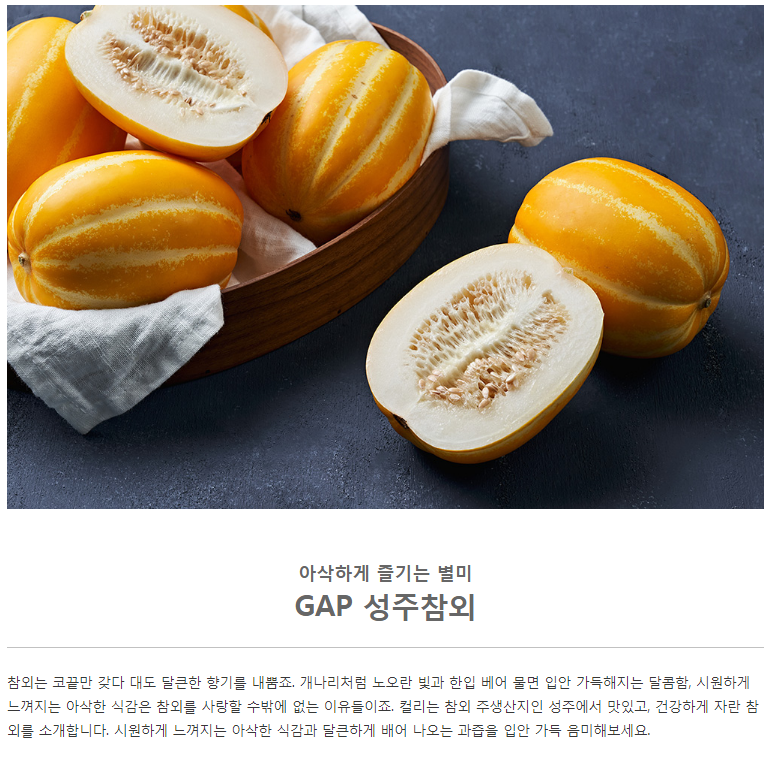 아삭하게 즐기는 별미
GAP 성주참외
참외는 코끝만 갖다 대도 달큰한 향기를 내뿜죠. 개나리처럼 노오란 빛과 한입 베어 물면 입안 가득해지는 달콤함, 시원하게
느껴지는 아삭한 식감은 참외를 사랑할 수밖에 없는 이유들이죠. 컬리는 참외 주생산지인 성주에서 맛있고, 건강하게 자란 참
외를 소개합니다. 시원하게 느껴지는 아삭한 식감과 달큰하게 배어 나오는 과즙을 입안 가득 음미해보세요.